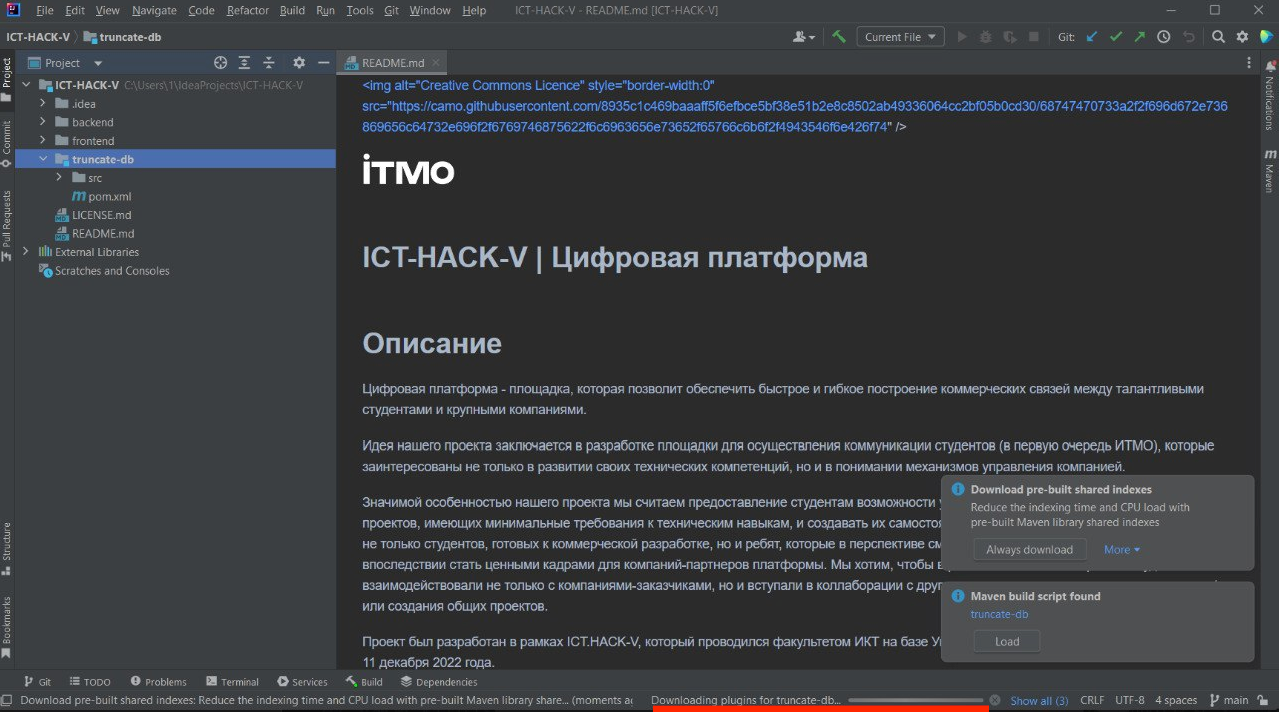 File Edit View Navigate Code Refactor Build Run Tools Git Window Help ICT-HACK-V - README.md [ICT-HACK-V]
ICT-HACK-V truncate-db
Current File
Git:
Project
README.md
ICT-HACK-V C:\Users\1\IdeaProjects\ICT-HACK-V
.idea
backend
frontend
truncate-db
src
pom.xml
LICENSE.md
README.md
External Libraries
Scratches and Consoles
Project
Commit
Pull Requests
Structure
Bookmarks
<img alt="Creative Commons Licence" style="border-width:0"
src="https://camo.githubusercontent.com/8935c1c469baaaff5f6efbce5bf38e51b2e8c8502ab49336064cc2bf05b0cd30/68747470733a2f2f696d672e736
869656c64732e696f2f6769746875622f6c6963656e73652f65766c6b6f2f4943546f6e426f74" />
iTMO
ICT-HACK-V | Цифровая платформа
Описание
Цифровая платформа - площадка, которая позволит обеспечить быстрое и гибкое построение коммерческих связей между талантливыми
студентами и крупными компаниями.
Идея нашего проекта заключается в разработке площадки для осуществления коммуникации студентов (в первую очередь ИТМО), которые
заинтересованы не только в развитии своих технических компетенций, но и в понимании механизмов управления компанией.
Значимой особенностью нашего проекта мы считаем предоставление студентам возможности
проектов, имеющих минимальные требования к техническим навыкам, и создавать их
не только студентов, готовых к коммерческой разработке, но и ребят, которые в перспективе
впоследствии стать ценными кадрами для компаний-партнеров платформы. Мы хотим, чтобы
взаимодействовали не только с компаниями-заказчиками, но и вступали в коллаборации с
или создания общих проектов.
Проект был разработан в рамках ICT.HACK-V, который проводился факультетом ИКТ на базе
11 декабря 2022 года.
Download pre-built shared indexes
Reduce the indexing time and CPU load with
pre-built Maven library shared indexes
Always download More
Maven build script found
truncate-db
Load
Notifications
Maven
Git TODO Problems Terminal Services Build Dependencies
Download pre-built shared indexes: Reduce the indexing time and CPU load with pre-built Maven library share... (moments Downloading plugins for truncate-db... Show all (3) CRLF UTF-8 4 spaces main